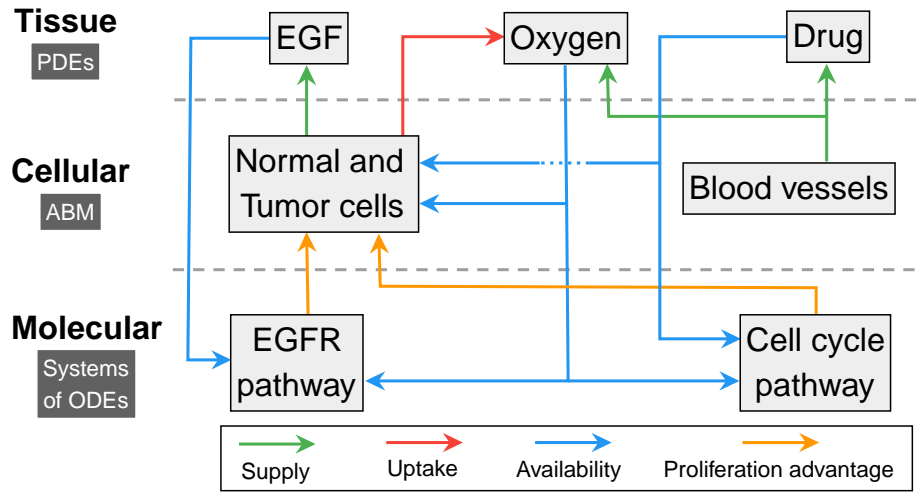 Tissue
PDEs
EGF
Oxygen
Drug
Cellular
ABM
Normal and
Tumor cells
Blood vessels
Molecular
Systems
of ODEs
EGFR
pathway
Cell cycle
pathway
Supply
Uptake
Availability
Proliferation advantage